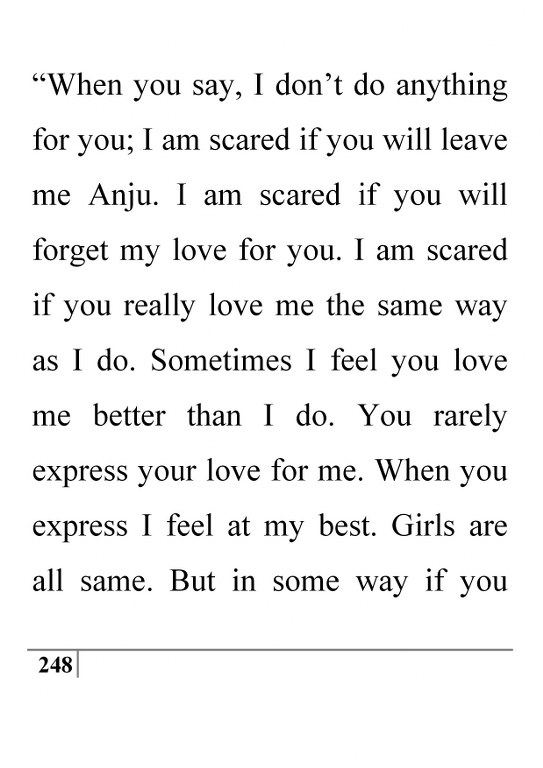 “When you say, I don’t do anything
for you; I am scared if you will leave
me Anju. I am scared if you will
forget my love for you. I am scared
if you really love me the same way
as I do. Sometimes I feel you love
me better than I do. You rarely
express your love for me. When you
express I feel at my best. Girls are
all same. But in some way if you
248